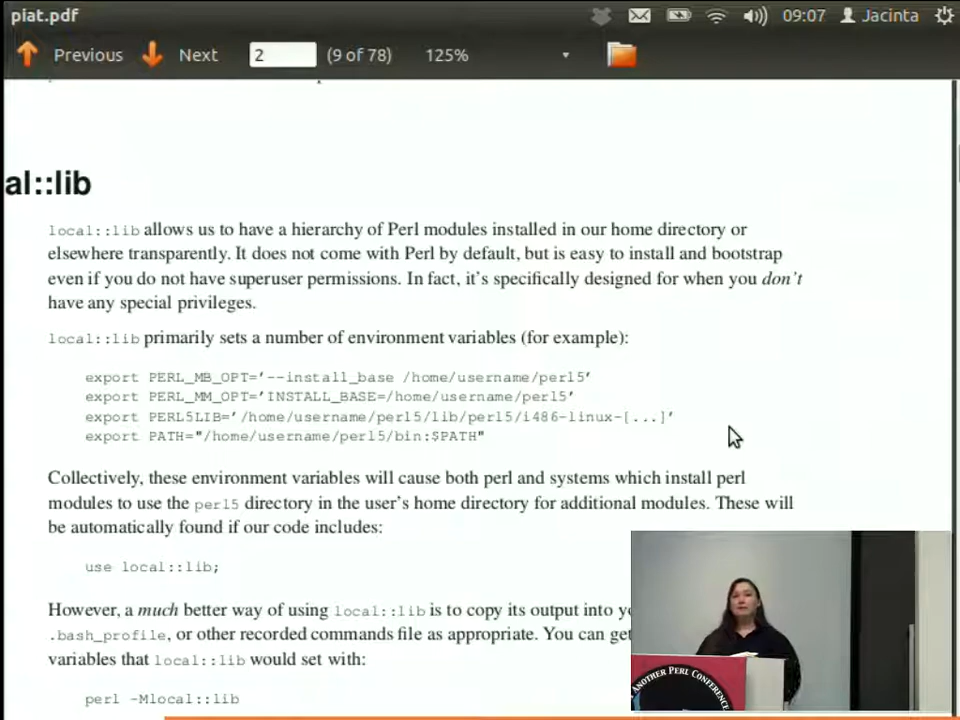 piat.pdf
09:07 Jacinta
Previous Next 2 (9 of 78) 125%
al::lib
local::lib allows us to have a hierarchy of Perl modules installed in our home directory or
elsewhere transparently. It does not come with Perl by default, but is easy to install and bootstrap
even if you do not have superuser permissions. In fact, it's specifically designed for when you don't
have any special privileges.
local::lib primarily sets a number of environment variables (for example):
export PERL_MB_OPT='--install_base /home/username/perl5'
export PERL_MM_OPT='INSTALL_BASE=/home/username/perl5'
export PERL5LIB='/home/username/perl5/lib/perl5/i486-linux-[...]'
export PATH="/home/username/perl5/bin:$PATH"
Collectively, these environment variables will cause both perl and systems which install perl
modules to use the perl5 directory in the user's home directory for additional modules. These will
be automatically found if our code includes:
use local::lib;
However, a much better way of using local::lib is to copy its output into
.bash_profile, or other recorded commands file as appropriate. You can get
variables that local::lib would set with:
perl -Mlocal::lib
ANOTHER PERL CONFERENCE